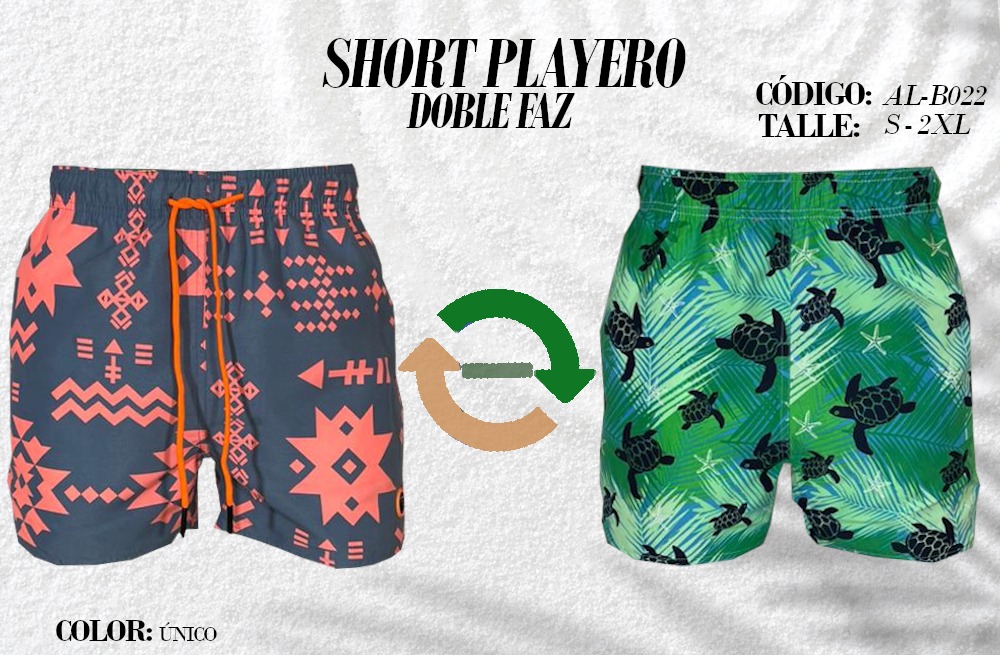 SHORT PLAYERO
DOBLE FAZ
CÓDIGO: AL-B022
TALLE: S - 2XL
COLOR: ÚNICO